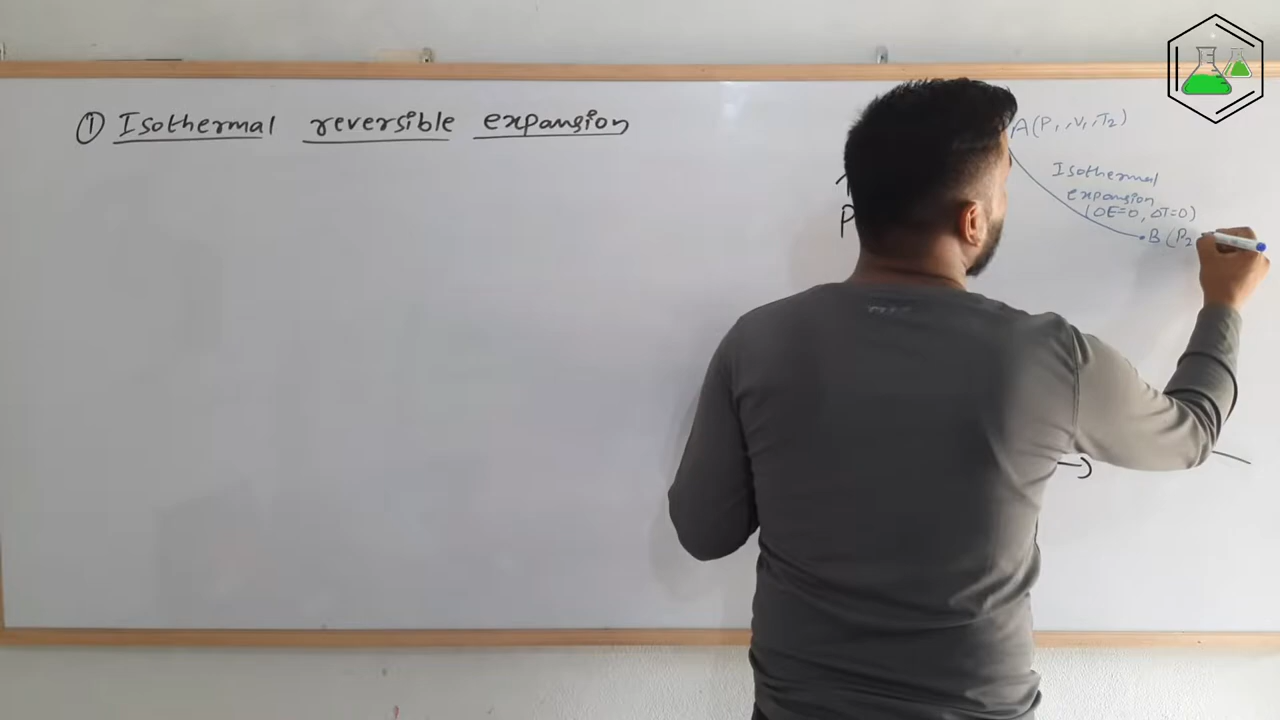 ① Isothermal reversible expansion
A(P₁,V₁,T₂)
Isothermal
expansion
(ΔE=0, ΔT=0)
P
B (P₂